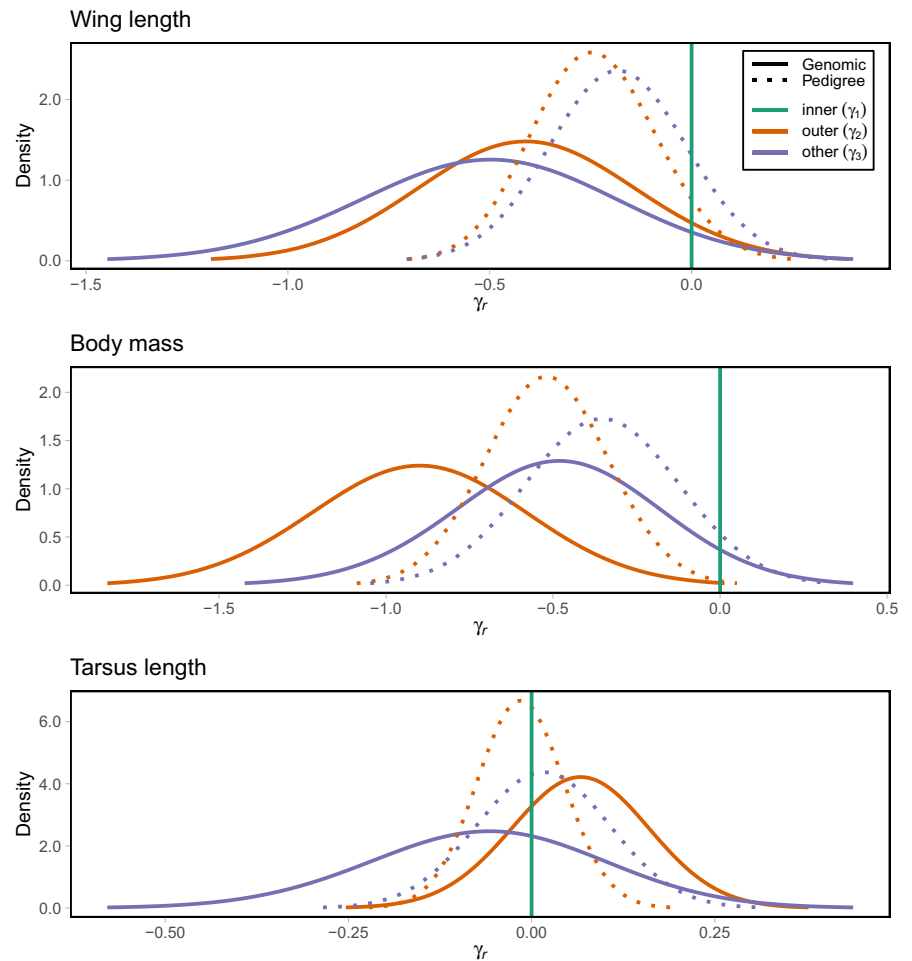 Wing length
Density
2.0
1.0
0.0
Genomic
Pedigree
inner (γ₁)
outer (γ₂)
other (γ₃)
−1.5 −1.0 −0.5 0.0
γr
Body mass
Density
2.0
1.5
1.0
0.5
0.0
−1.5 −1.0 −0.5 0.0 0.5
γr
Tarsus length
Density
6.0
4.0
2.0
0.0
−0.50 −0.25 0.00 0.25
γr